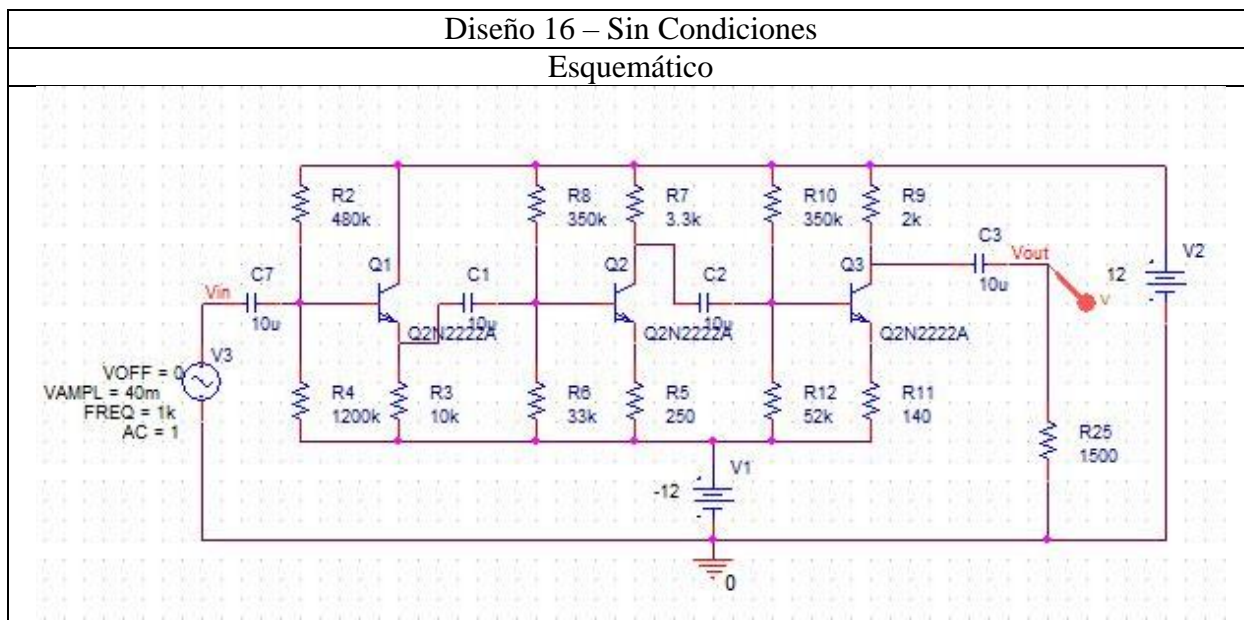 Diseño 16 – Sin Condiciones
Esquemático
R2
480k
R8
350k
R7
3.3k
R10
350k
R9
2k
C7
10u
Vin
Q1
Q2N2222A
C1
10u
Q2
Q2N2222A
C2
10u
Q3
Q2N2222A
C3
10u
Vout
V
12
V2
V3
VOFF = 0
VAMPL = 40m
FREQ = 1k
AC = 1
R4
1200k
R3
10k
R6
33k
R5
250
R12
52k
R11
140
R25
1500
V1
-12
0